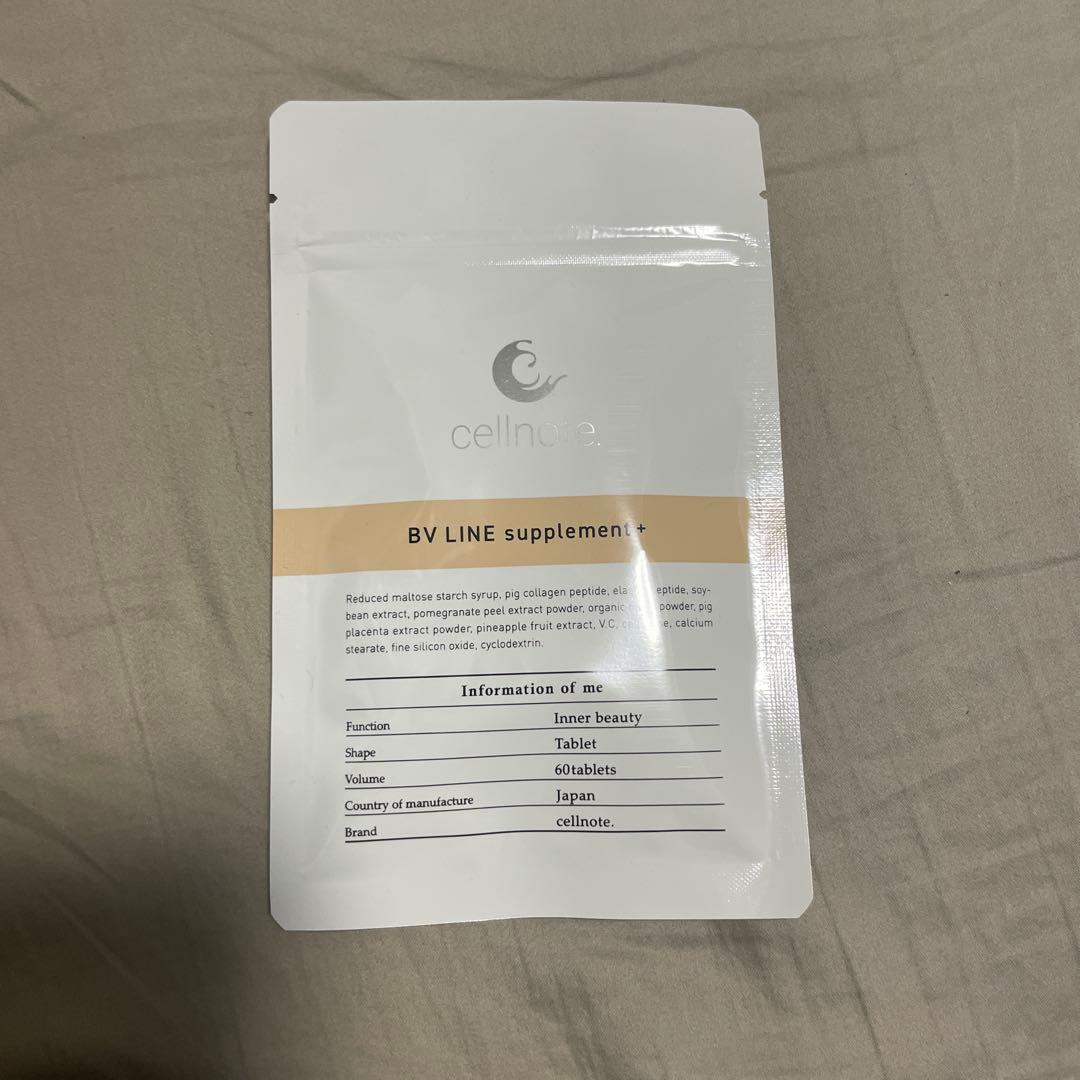 cellnote.
BV LINE supplement+
Reduced maltose starch syrup, pig collagen peptide, soy-
bean extract, pomegranate peel extract powder, organic powder, pig
placenta extract powder, pineapple fruit extract, V.C, calcium
stearate, fine silicon oxide, cyclodextrin.
Information of me
Function Inner beauty
Shape Tablet
Volume 60tablets
Country of manufacture Japan
Brand cellnote.